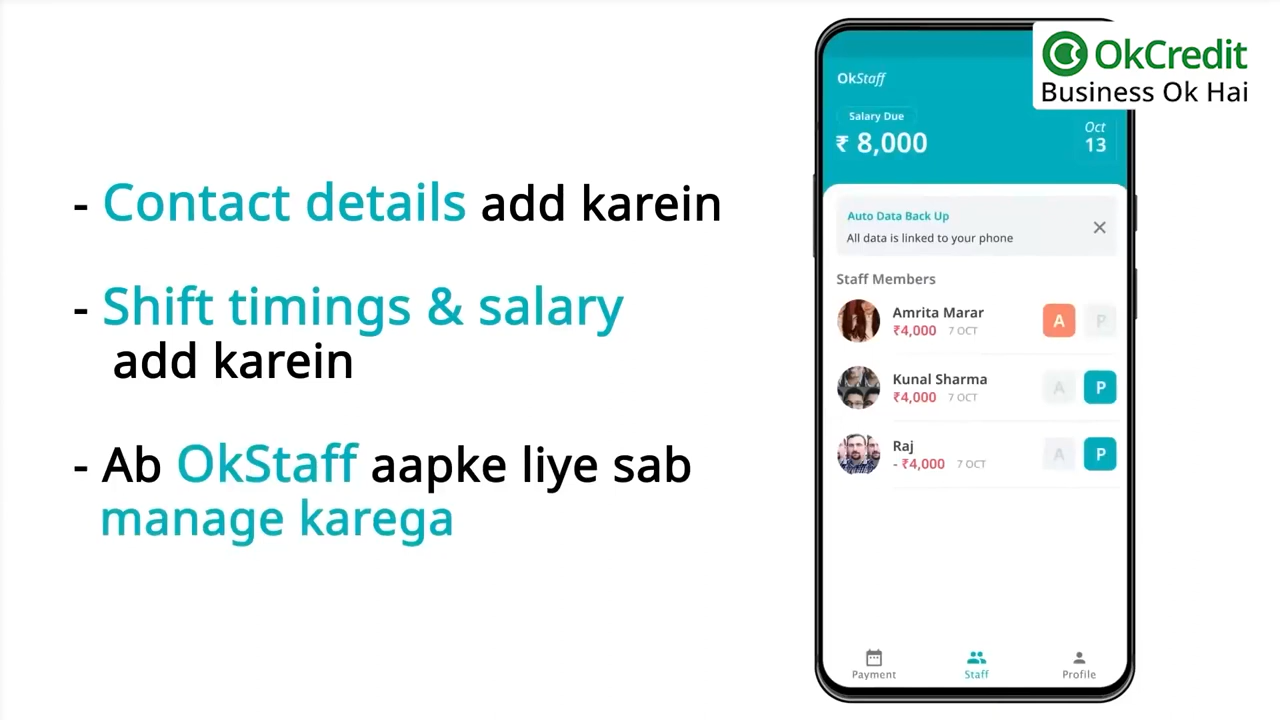 - Contact details add karein
- Shift timings & salary
add karein
- Ab OkStaff aapke liye sab
manage karega
OkCredit
Business Ok Hai
OkStaff
Salary Due
₹ 8,000
Oct
13
Auto Data Back Up
All data is linked to your phone
Staff Members
Amrita Marar
₹4,000 7 OCT
A P
Kunal Sharma
₹4,000 7 OCT
A P
Raj
- ₹4,000 7 OCT
A P
Payment Staff Profile